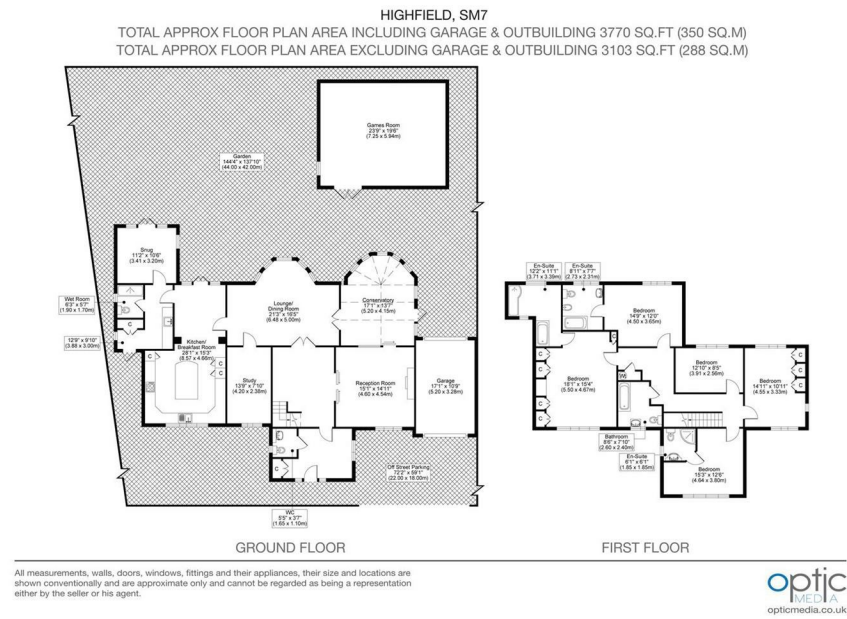 HIGHFIELD, SM7
TOTAL APPROX FLOOR PLAN AREA INCLUDING GARAGE & OUTBUILDING 3770 SQ.FT (350 SQ.M)
TOTAL APPROX FLOOR PLAN AREA EXCLUDING GARAGE & OUTBUILDING 3103 SQ.FT (288 SQ.M)
Games Room
23'9" x 19'6"
(7.25 x 5.94m)
Garden
144'4" x 137'10"
(44.00 x 42.00m)
Snug
11'2" x 10'6"
(3.41 x 3.20m)
Wet Room
6'3" x 5'7"
(1.90 x 1.70m)
C
C
12'9" x 9'10"
(3.88 x 3.00m)
Kitchen/
Breakfast Room
28'1" x 15'3"
(8.57 x 4.66m)
C
C
C
Lounge/
Dining Room
21'3" x 16'5"
(6.48 x 5.00m)
Conservatory
17'1" x 13'7"
(5.20 x 4.15m)
Study
13'9" x 7'10"
(4.20 x 2.38m)
Reception Room
15'1" x 14'11"
(4.60 x 4.54m)
Garage
17'1" x 10'9"
(5.20 x 3.28m)
C
WC
5'5" x 3'7"
(1.65 x 1.10m)
Off Street Parking
72'2" x 59'1"
(22.00 x 18.00m)
GROUND FLOOR
En-Suite
12'2" x 11'1"
(3.71 x 3.39m)
En-Suite
8'11" x 7'7"
(2.73 x 2.31m)
Bedroom
14'9" x 12'0"
(4.50 x 3.65m)
C
C
C
C
C
Bedroom
18'1" x 15'4"
(5.50 x 4.67m)
Bedroom
12'10" x 8'5"
(3.91 x 2.56m)
Bedroom
14'11" x 10'11"
(4.55 x 3.33m)
C
C
C
Bathroom
8'6" x 7'10"
(2.60 x 2.40m)
En-Suite
6'1" x 6'1"
(1.85 x 1.85m)
Bedroom
15'3" x 12'6"
(4.64 x 3.80m)
FIRST FLOOR
All measurements, walls, doors, windows, fittings and their appliances, their size and locations are
shown conventionally and are approximate only and cannot be regarded as being a representation
either by the seller or his agent.
optic
MEDIA
opticmedia.co.uk